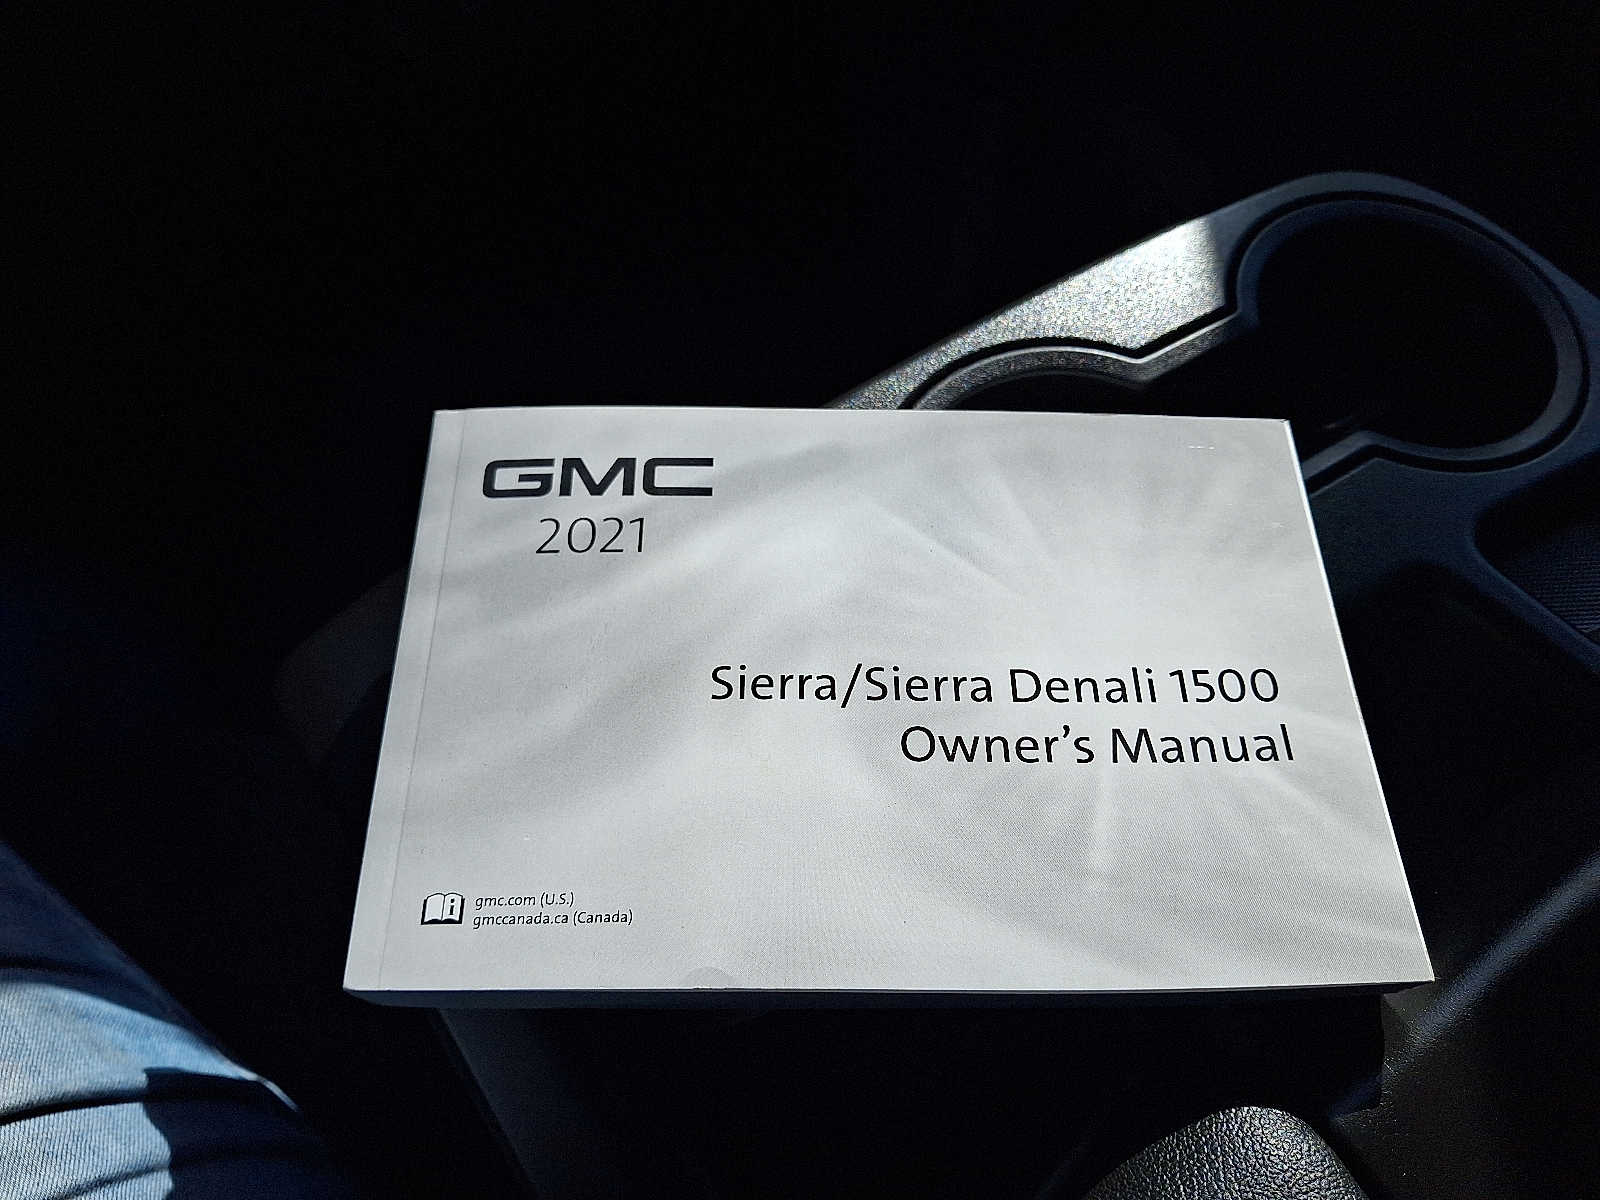 GMC
2021
Sierra/Sierra Denali 1500
Owner's Manual
gmc.com (U.S.)
gmccanada.ca (Canada)